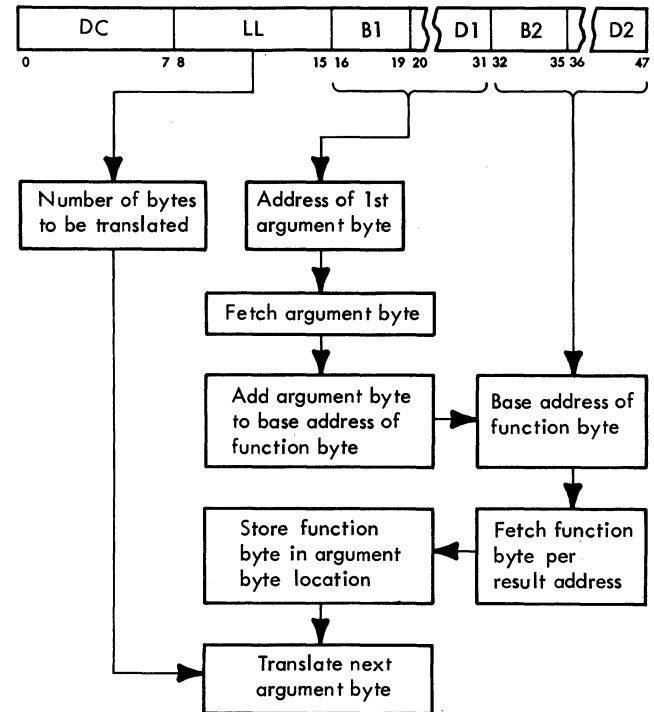 DC LL B1 D1 B2 D2
0 7 8 15 16 19 20 31 32 35 36 47
Number of bytes
to be translated
Address of 1st
argument byte
Fetch argument byte
Add argument byte
to base address of
function byte
Base address of
function byte
Store function
byte in argument
byte location
Fetch function
byte per
result address
Translate next
argument byte